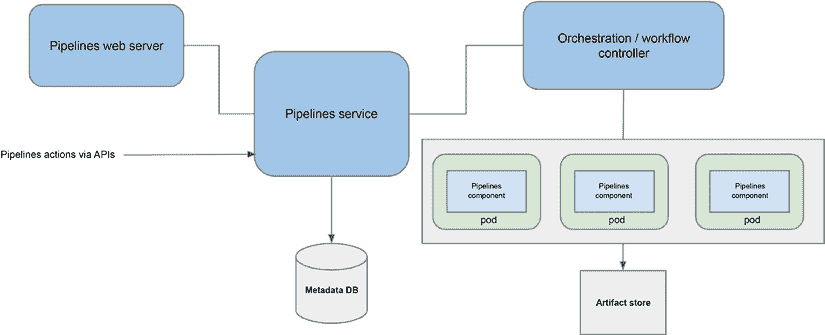 Pipelines web server
Orchestration / workflow
controller
Pipelines service
Pipelines actions via APIs
Pipelines
component
pod
Pipelines
component
pod
Pipelines
component
pod
Metadata DB
Artifact store